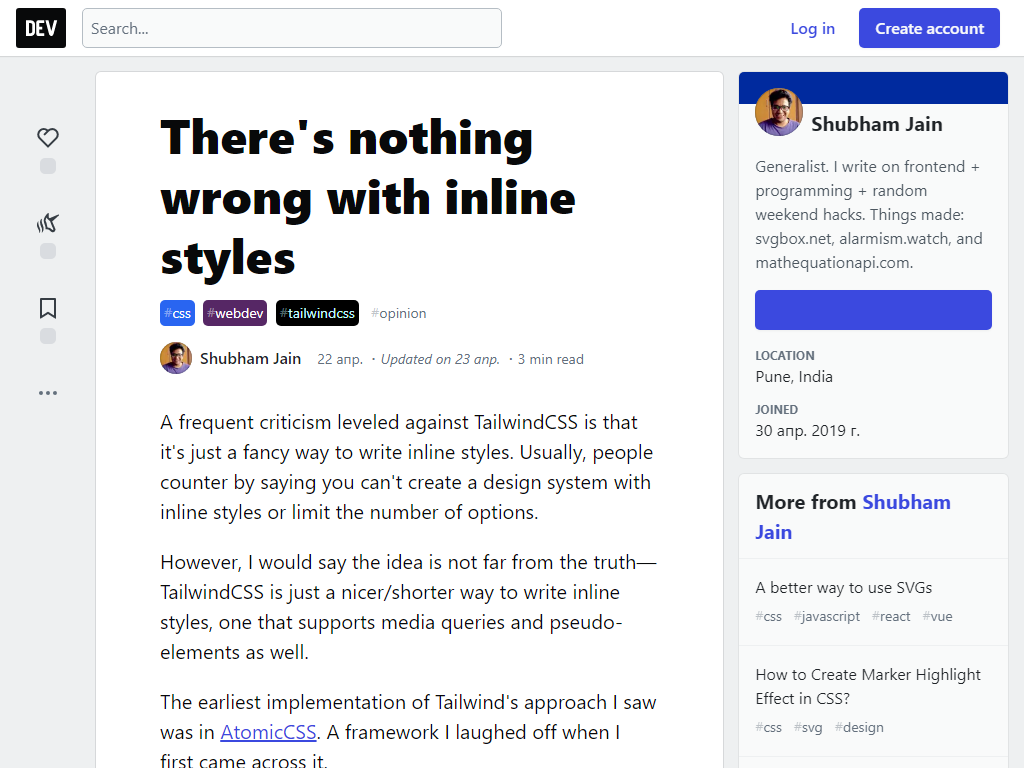 DEV
Search...
Log in
Create account
There's nothing
wrong with inline
styles
#css #webdev #tailwindcss #opinion
Shubham Jain 22 апр. · Updated on 23 апр. · 3 min read
A frequent criticism leveled against TailwindCSS is that
it's just a fancy way to write inline styles. Usually, people
counter by saying you can't create a design system with
inline styles or limit the number of options.
However, I would say the idea is not far from the truth—
TailwindCSS is just a nicer/shorter way to write inline
styles, one that supports media queries and pseudo-
elements as well.
The earliest implementation of Tailwind's approach I saw
was in AtomicCSS. A framework I laughed off when I
first came across it.
Shubham Jain
Generalist. I write on frontend +
programming + random
weekend hacks. Things made:
svgbox.net, alarmism.watch, and
mathequationapi.com.
LOCATION
Pune, India
JOINED
30 апр. 2019 г.
More from Shubham
Jain
A better way to use SVGs
#css #javascript #react #vue
How to Create Marker Highlight
Effect in CSS?
#css #svg #design